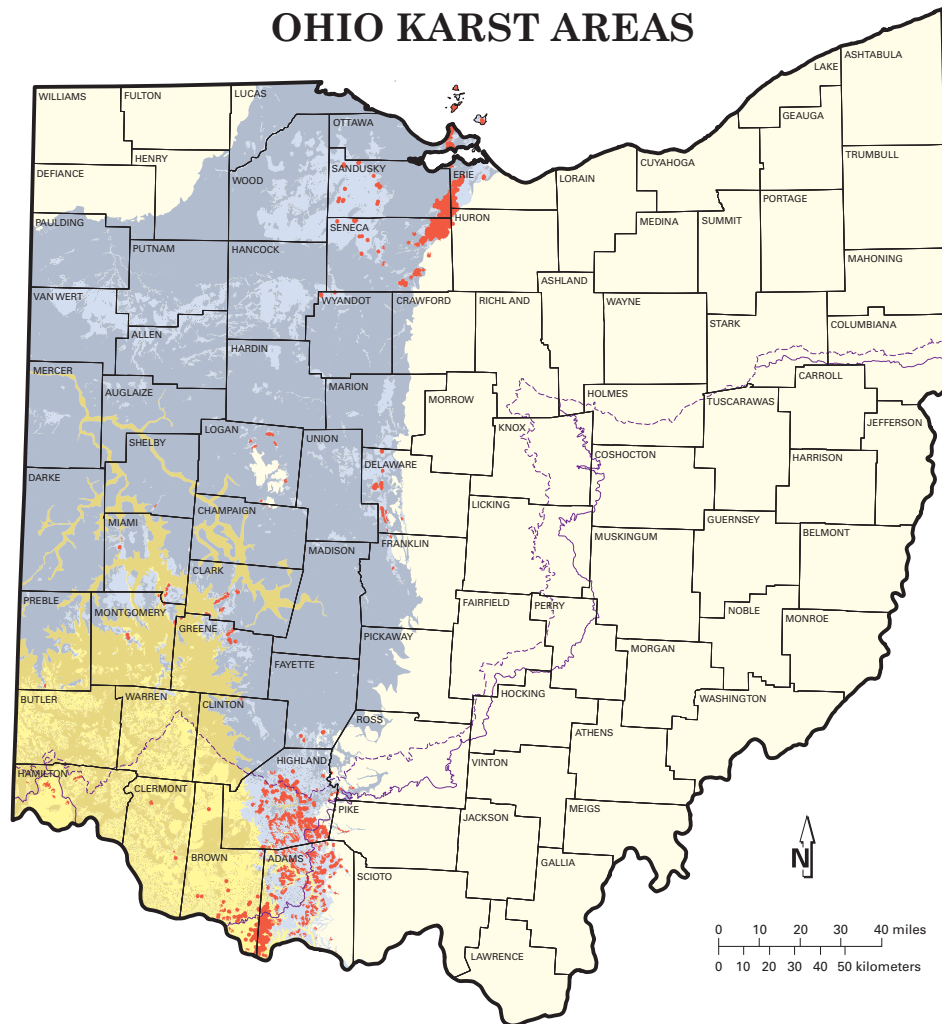 OHIO KARST AREAS
ASHTABULA
LAKE
WILLIAMS
FULTON
LUCAS
GEAUGA
OTTAWA
TRUMBULL
HENRY
CUYAHOGA
DEFIANCE
WOOD
SANDUSKY
ERIE
LORAIN
PORTAGE
PAULDING
HURON
MEDINA
SUMMIT
SENECA
PUTNAM
HANCOCK
MAHONING
ASHLAND
VAN WERT
WYANDOT
CRAWFORD
RICHLAND
WAYNE
STARK
COLUMBIANA
ALLEN
HARDIN
MERCER
CARROLL
MARION
AUGLAIZE
HOLMES
MORROW
TUSCARAWAS
JEFFERSON
LOGAN
KNOX
UNION
SHELBY
COSHOCTON
HARRISON
DELAWARE
DARKE
LICKING
CHAMPAIGN
GUERNSEY
MIAMI
MUSKINGUM
BELMONT
FRANKLIN
MADISON
CLARK
PREBLE
FAIRFIELD
PERRY
MONTGOMERY
NOBLE
MONROE
GREENE
PICKAWAY
MORGAN
FAYETTE
HOCKING
BUTLER
WARREN
CLINTON
WASHINGTON
ROSS
ATHENS
HIGHLAND
VINTON
HAMILTON
CLERMONT
PIKE
MEIGS
JACKSON
BROWN
ADAMS
GALLIA
SCIOTO
N
0 10 20 30 40 miles
0 10 20 30 40 50 kilometers
LAWRENCE